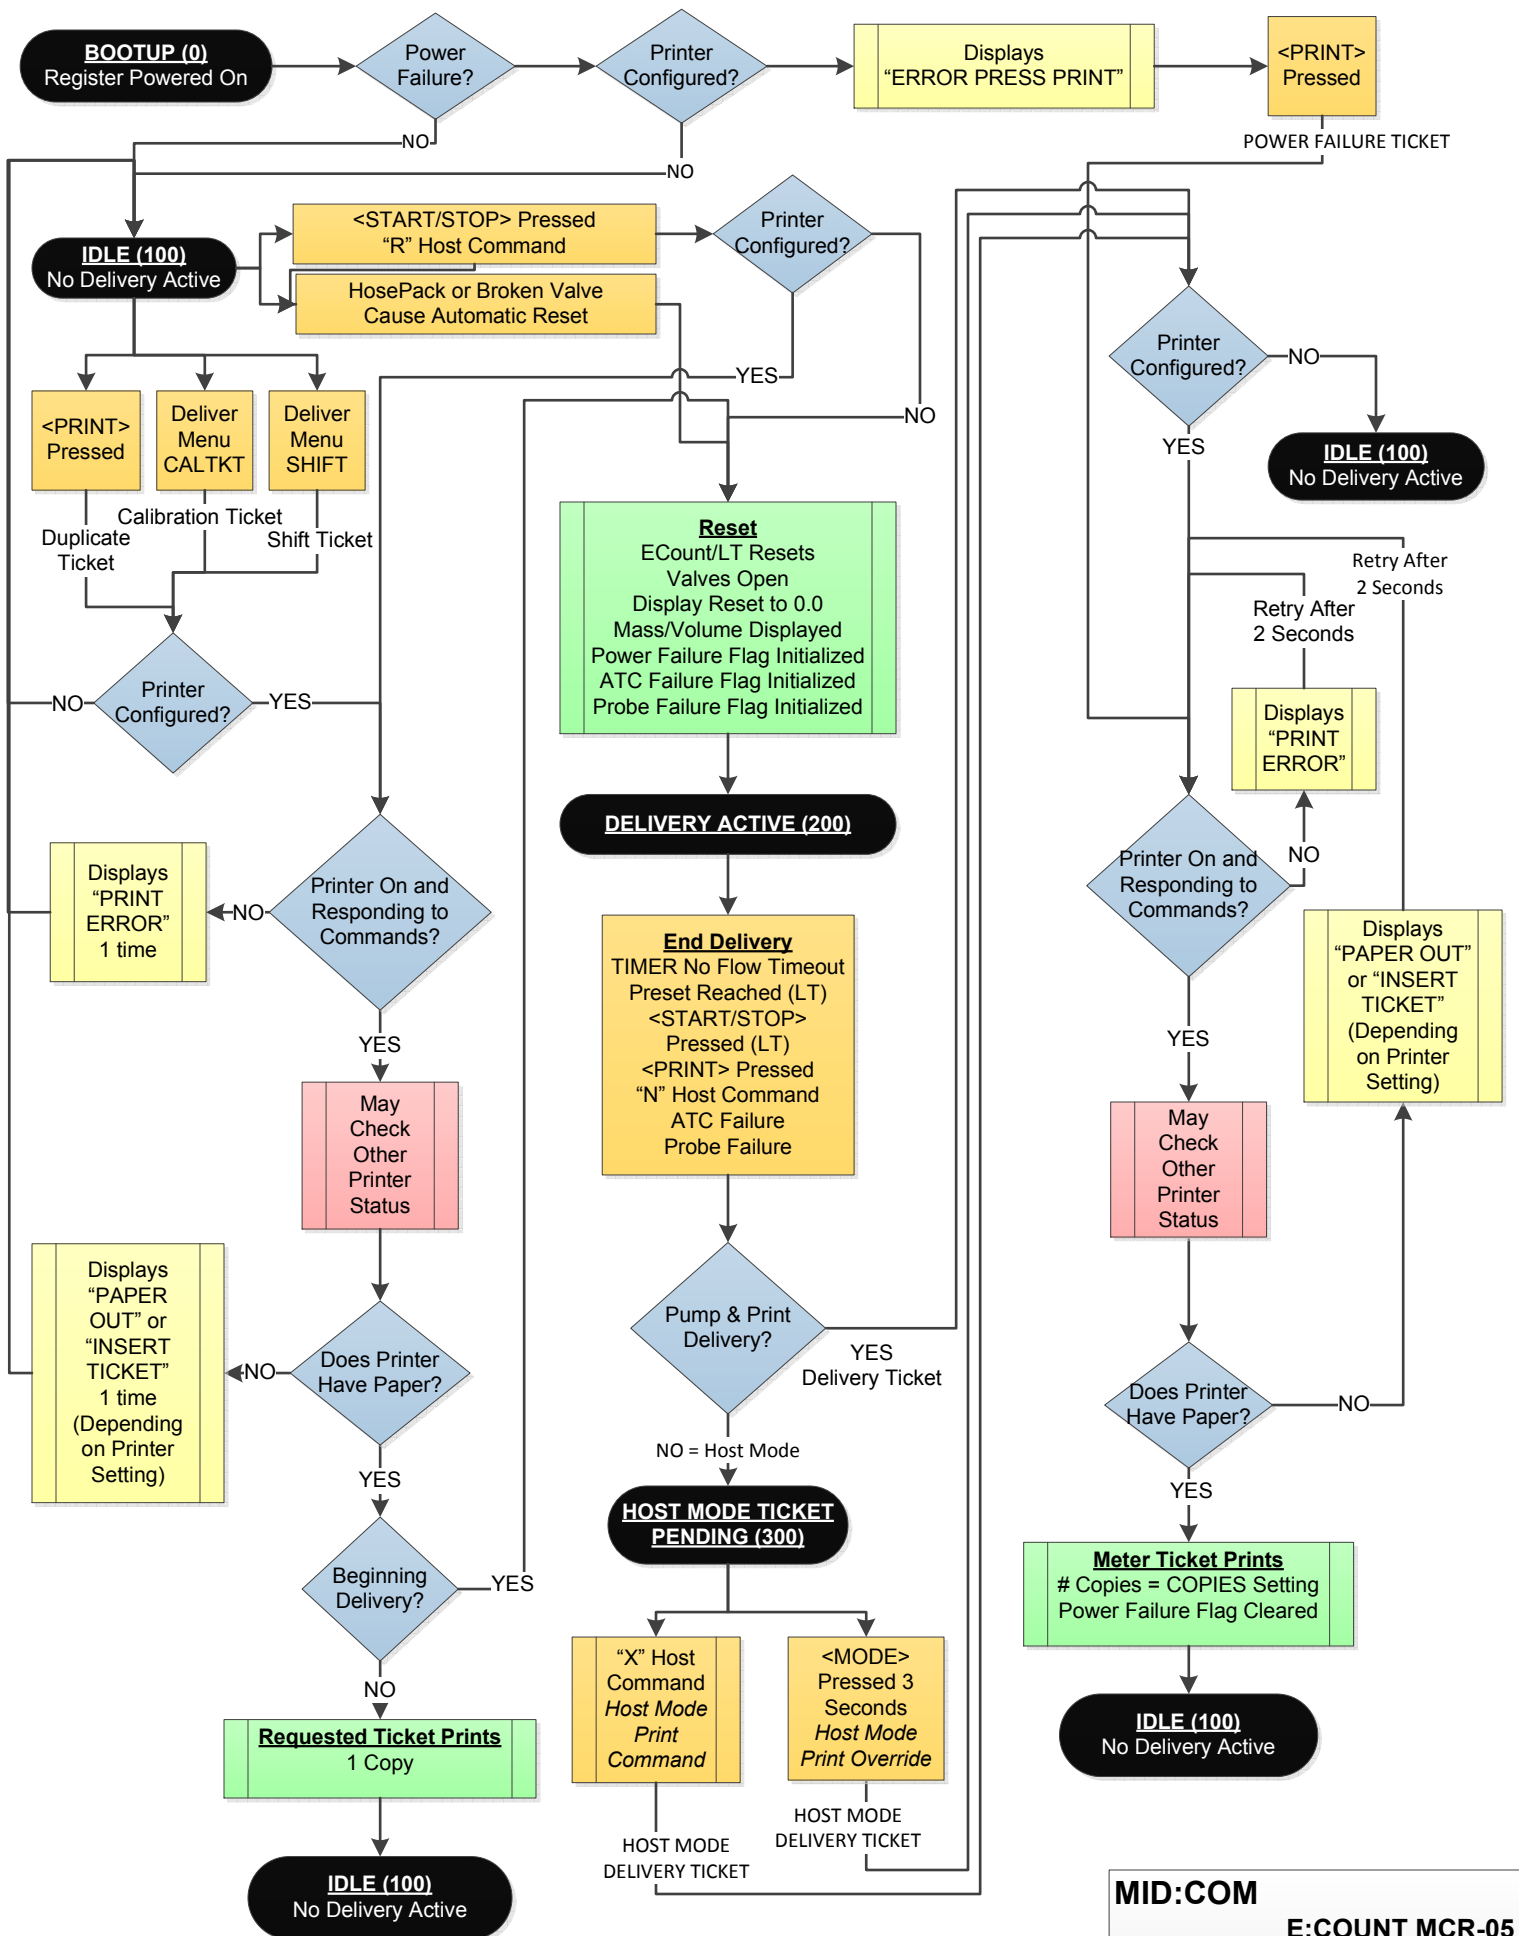 BOOTUP (0)
Register Powered On
Power
Failure?
Printer
Configured?
Displays
“ERROR PRESS PRINT”
<PRINT>
Pressed
NO
NO
POWER FAILURE TICKET
IDLE (100)
No Delivery Active
<START/STOP> Pressed
“R” Host Command
HosePack or Broken Valve
Cause Automatic Reset
Printer
Configured?
YES
NO
<PRINT>
Pressed
Deliver
Menu
CALTKT
Deliver
Menu
SHIFT
Duplicate
Ticket
Calibration Ticket
Shift Ticket
Printer
Configured?
NO
YES
Printer On and
Responding to
Commands?
NO
Displays
“PRINT
ERROR”
1 time
YES
May
Check
Other
Printer
Status
Does Printer
Have Paper?
NO
Displays
“PAPER
OUT” or
“INSERT
TICKET”
1 time
(Depending
on Printer
Setting)
YES
Beginning
Delivery?
YES
NO
Requested Ticket Prints
1 Copy
IDLE (100)
No Delivery Active
Reset
ECount/LT Resets
Valves Open
Display Reset to 0.0
Mass/Volume Displayed
Power Failure Flag Initialized
ATC Failure Flag Initialized
Probe Failure Flag Initialized
DELIVERY ACTIVE (200)
End Delivery
TIMER No Flow Timeout
Preset Reached (LT)
<START/STOP>
Pressed (LT)
<PRINT> Pressed
“N” Host Command
ATC Failure
Probe Failure
Pump & Print
Delivery?
YES
Delivery Ticket
NO = Host Mode
HOST MODE TICKET
PENDING (300)
“X” Host
Command
Host Mode
Print
Command
<MODE>
Pressed 3
Seconds
Host Mode
Print Override
HOST MODE
DELIVERY TICKET
HOST MODE
DELIVERY TICKET
Printer
Configured?
NO
IDLE (100)
No Delivery Active
YES
Retry After
2 Seconds
Retry After
2 Seconds
Displays
“PRINT
ERROR”
NO
Printer On and
Responding to
Commands?
YES
Displays
“PAPER OUT”
or “INSERT
TICKET”
(Depending
on Printer
Setting)
May
Check
Other
Printer
Status
Does Printer
Have Paper?
NO
YES
Meter Ticket Prints
# Copies = COPIES Setting
Power Failure Flag Cleared
IDLE (100)
No Delivery Active
MID:COM
E:COUNT MCR-05